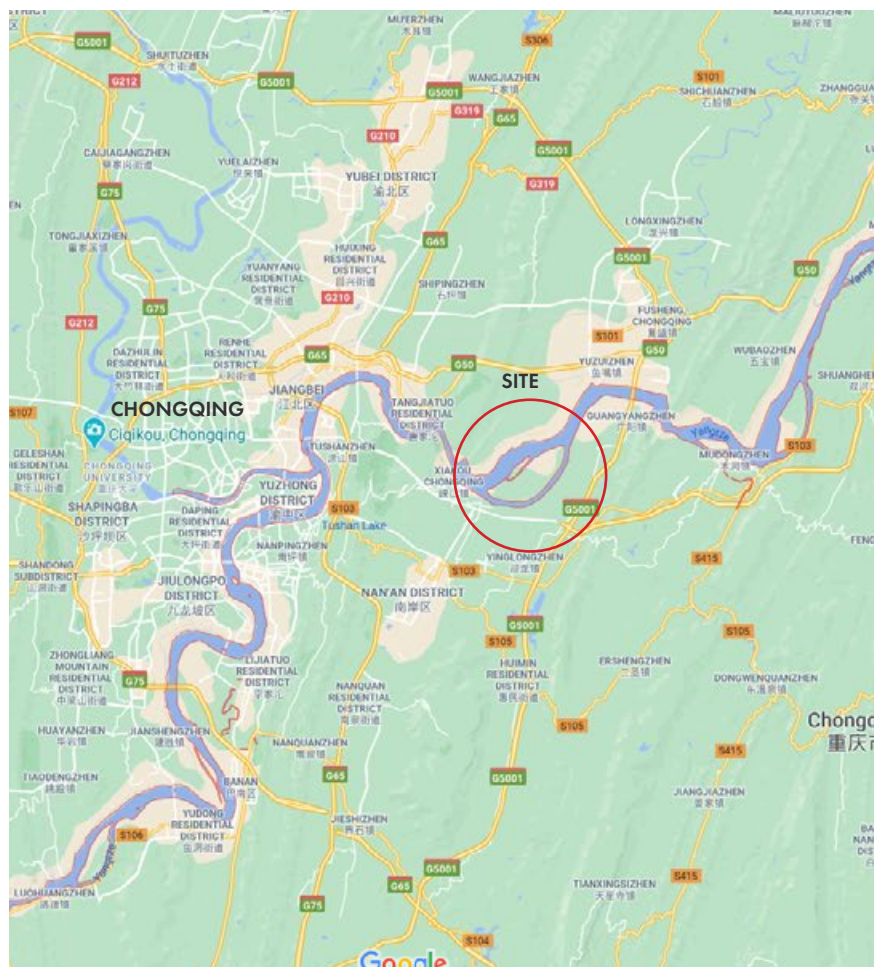 DISTRICT
G5001
SHUITUZHEN
水土街道
G212
G5001
MU'ERZHEN
木耳镇
S306
WANGJIAZHEN
王家镇
G5001
G319
G65
G210
S101
SHICHUANZHEN
石船镇
ZHANGGUA
CAIJIAGANGZHEN
蔡家岗街道
YUELAIZHEN
悦来镇
G75
YUBEI DISTRICT
渝北区
G5001
G319
TONGJIAXIZHEN
童家溪镇
YUANYANG
RESIDENTIAL
DISTRICT
鸳鸯街道
HUIXING
RESIDENTIAL
DISTRICT
回兴街道
G65
LONGXINGZHEN
龙兴镇
G5001
G50
Yangtze
G210
SHIPINGZHEN
石坪镇
G212
G75
FUSHENG,
CHONGQING
复盛镇
S101
DAZHULIN
RESIDENTIAL
DISTRICT
大竹林街道
RENHE
RESIDENTIAL
DISTRICT
人和街道
G65
G50
YUZUIZHEN
鱼嘴镇
G50
WUBAOZHEN
五宝镇
SHUANGHE
S107
CHONGQING
Ciqikou, Chongqing
JIANGBEI
江北区
TANGJIATUO
RESIDENTIAL
DISTRICT
唐家沱
SITE
GUANGYANGZHEN
广阳镇
Yangtze
S103
GELESHAN
RESIDENTIAL
DISTRICT
歌乐山街道
CHONGQING
UNIVERSITY
重庆大学
TUSHANZHEN
涂山镇
XIAKOU,
CHONGQING
峡口镇
MUDONGZHEN
木洞镇
SHAPINGBA
DISTRICT
沙坪坝区
DAPING
RESIDENTIAL
DISTRICT
大坪街道
YUZHONG
DISTRICT
渝中区
S103
Tushan Lake
G5001
NANPINGZHEN
南坪镇
YINGLONGZHEN
迎龙镇
S415
FENG
SHANDONG
SUBDISTRICT
山洞街道
JIULONGPO
DISTRICT
九龙坡区
S103
NAN'AN DISTRICT
南岸区
S105
G5001
S105
ZHONGLIANG
MOUNTAIN
RESIDENTIAL
DISTRICT
中梁山街道
LIJIATUO
RESIDENTIAL
DISTRICT
李家沱
G75
HUIMIN
RESIDENTIAL
DISTRICT
惠民街道
ERSHENGZHEN
二圣镇
DONGWENQUANZHEN
东温泉镇
NANQUAN
RESIDENTIAL
DISTRICT
南泉街道
HUAYANZHEN
华岩镇
JIANSHENGZHEN
建胜镇
NANQUANZHEN
南泉镇
S105
S415
Chongq
重庆市
TIAODENGZHEN
跳蹬镇
BANAN
巴南区
G65
G5001
JIANGJIAZHEN
姜家镇
YUDONG
RESIDENTIAL
DISTRICT
鱼洞街道
S106
Yangtze
JIESHIZHEN
界石镇
LUOHUANGZHEN
珞璜镇
G75
G65
G5001
TIANXINGSIZHEN
天星寺镇
S415
S104
Google